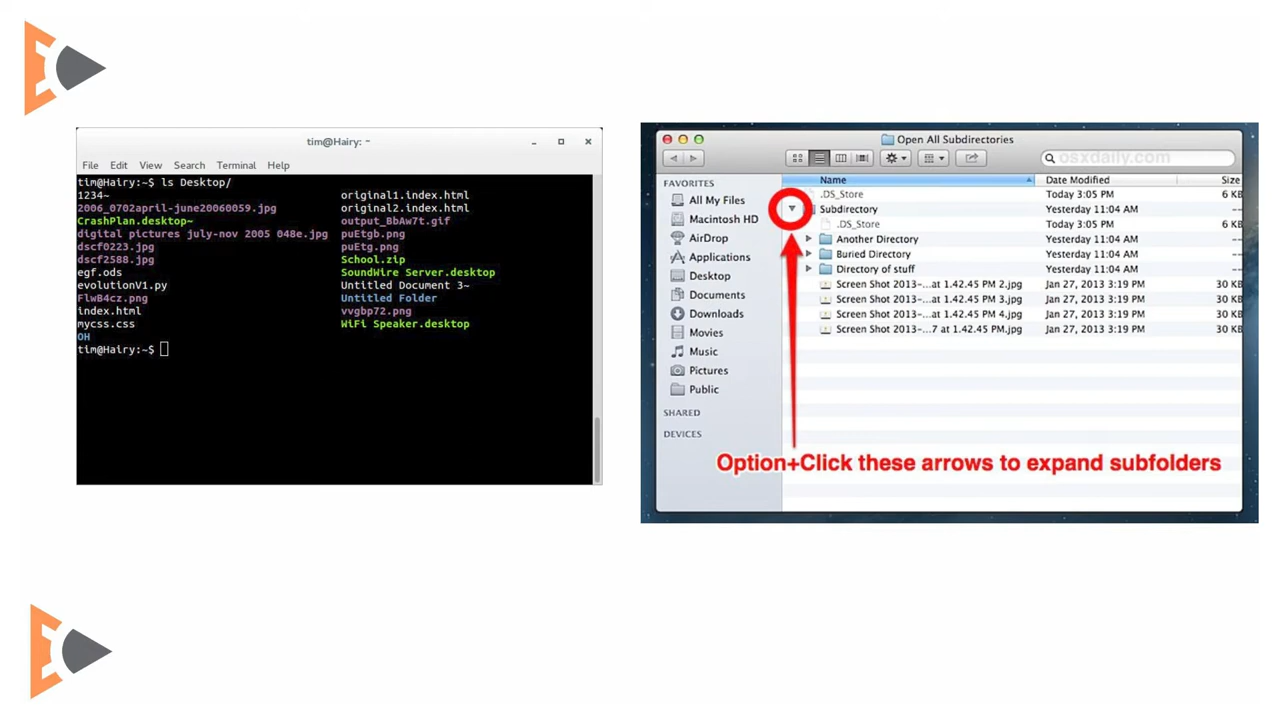 tim@Hairy: ~
File Edit View Search Terminal Help
tim@Hairy:~$ ls Desktop/
1234~ original1.index.html
2006_0702april-june20060059.jpg original2.index.html
CrashPlan.desktop~ output_BbAw7t.gif
digital pictures july-nov 2005 048e.jpg puEtgb.png
dscf0223.jpg puEtg.png
dscf2588.jpg School.zip
egf.ods SoundWire Server.desktop
evolutionV1.py Untitled Document 3~
FlwB4cz.png Untitled Folder
index.html vvgbp72.png
mycss.css WiFi Speaker.desktop
OH
tim@Hairy:~$
Open All Subdirectories
osxdaily.com
FAVORITES
All My Files
Macintosh HD
AirDrop
Applications
Desktop
Documents
Downloads
Movies
Music
Pictures
Public
SHARED
DEVICES
Name Date Modified Size
.DS_Store Today 3:05 PM 6 KB
Subdirectory Yesterday 11:04 AM --
.DS_Store Today 3:05 PM 6 KB
Another Directory Yesterday 11:04 AM --
Buried Directory Yesterday 11:04 AM --
Directory of stuff Yesterday 11:04 AM --
Screen Shot 2013-...at 1.42.45 PM 2.jpg Jan 27, 2013 3:19 PM 30 KB
Screen Shot 2013-...at 1.42.45 PM 3.jpg Jan 27, 2013 3:19 PM 30 KB
Screen Shot 2013-...at 1.42.45 PM 4.jpg Jan 27, 2013 3:19 PM 30 KB
Screen Shot 2013-...7 at 1.42.45 PM.jpg Jan 27, 2013 3:19 PM 30 KB
Option+Click these arrows to expand subfolders